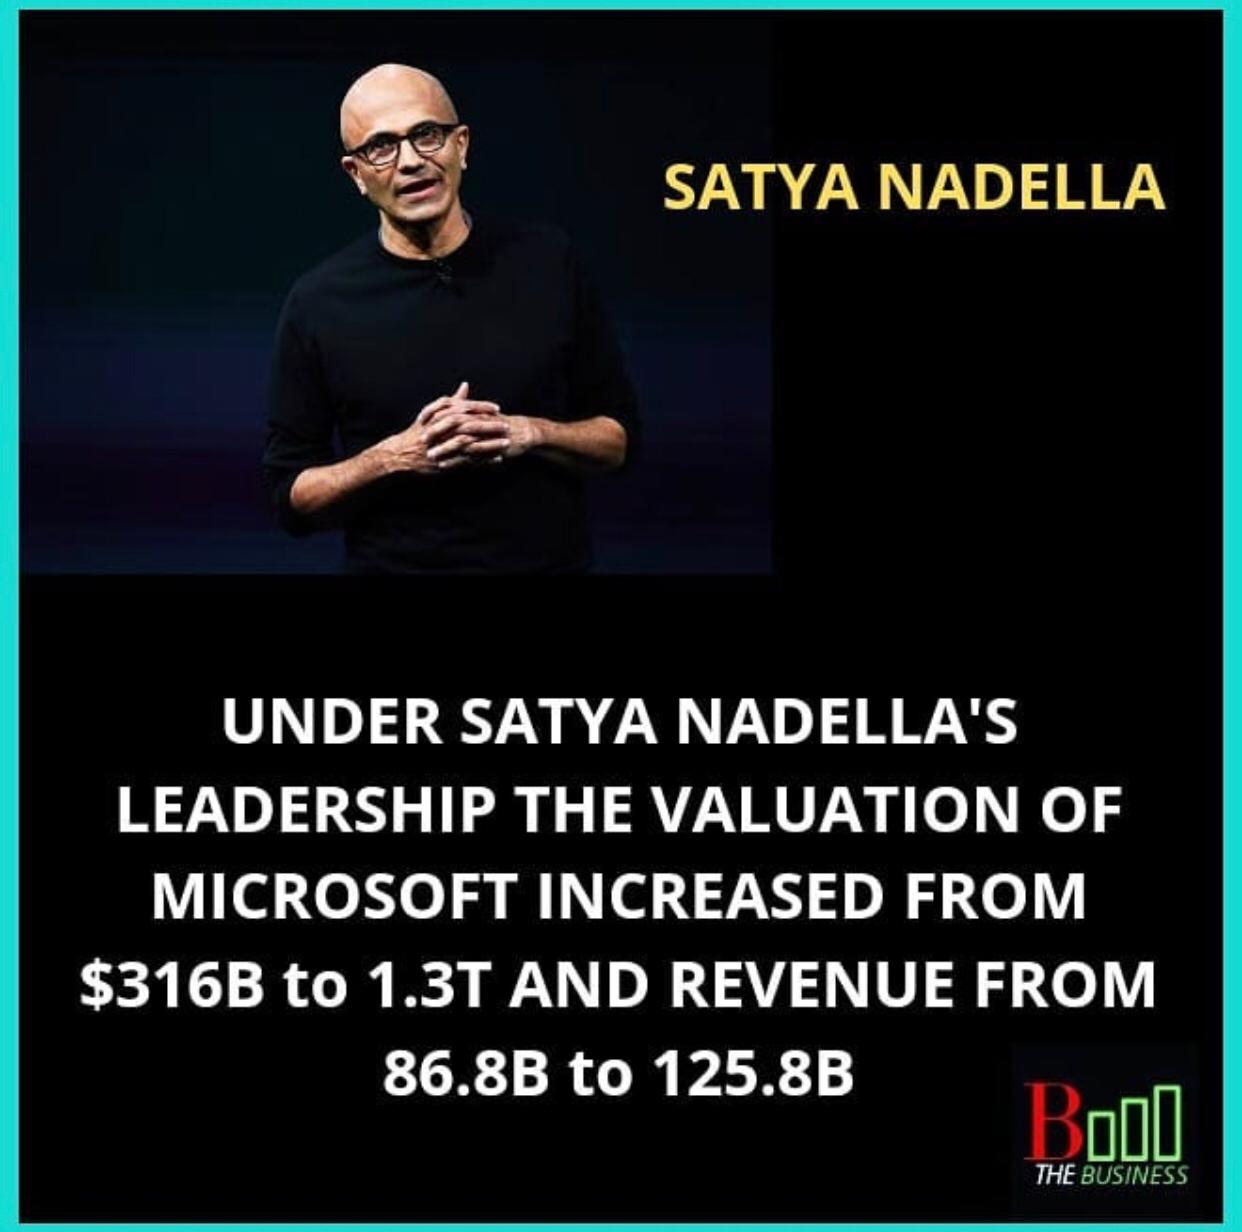 SATYA NADELLA
UNDER SATYA NADELLA'S
LEADERSHIP THE VALUATION OF
MICROSOFT INCREASED FROM
$316B to 1.3T AND REVENUE FROM
86.8B to 125.8B
B
THE BUSINESS